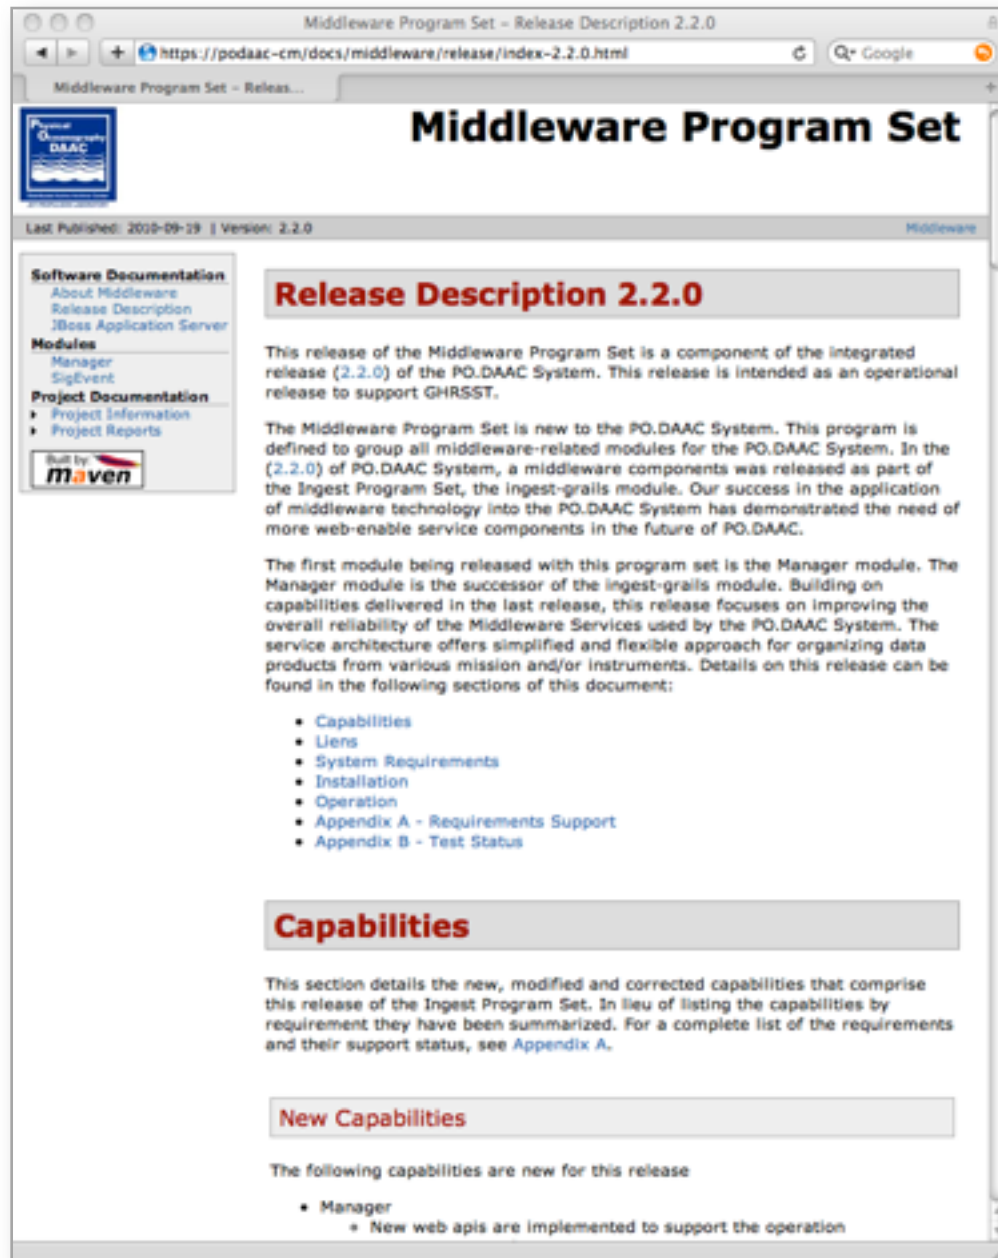 Middleware Program Set – Release Description 2.2.0
https://podaac-cm/docs/middleware/release/index-2.2.0.html
Google
Middleware Program Set – Releas...
Physical
Oceanography
DAAC
Middleware Program Set
Last Published: 2010-09-19 | Version: 2.2.0
Middleware
Software Documentation
About Middleware
Release Description
JBoss Application Server
Modules
Manager
SigEvent
Project Documentation
Project Information
Project Reports
Built by:
maven
Release Description 2.2.0
This release of the Middleware Program Set is a component of the integrated
release (2.2.0) of the PO.DAAC System. This release is intended as an operational
release to support GHRSST.
The Middleware Program Set is new to the PO.DAAC System. This program is
defined to group all middleware-related modules for the PO.DAAC System. In the
(2.2.0) of PO.DAAC System, a middleware components was released as part of
the Ingest Program Set, the ingest-grails module. Our success in the application
of middleware technology into the PO.DAAC System has demonstrated the need of
more web-enable service components in the future of PO.DAAC.
The first module being released with this program set is the Manager module. The
Manager module is the successor of the ingest-grails module. Building on
capabilities delivered in the last release, this release focuses on improving the
overall reliability of the Middleware Services used by the PO.DAAC System. The
service architecture offers simplified and flexible approach for organizing data
products from various mission and/or instruments. Details on this release can be
found in the following sections of this document:
• Capabilities
• Liens
• System Requirements
• Installation
• Operation
• Appendix A - Requirements Support
• Appendix B - Test Status
Capabilities
This section details the new, modified and corrected capabilities that comprise
this release of the Ingest Program Set. In lieu of listing the capabilities by
requirement they have been summarized. For a complete list of the requirements
and their support status, see Appendix A.
New Capabilities
The following capabilities are new for this release
• Manager
• New web apis are implemented to support the operation